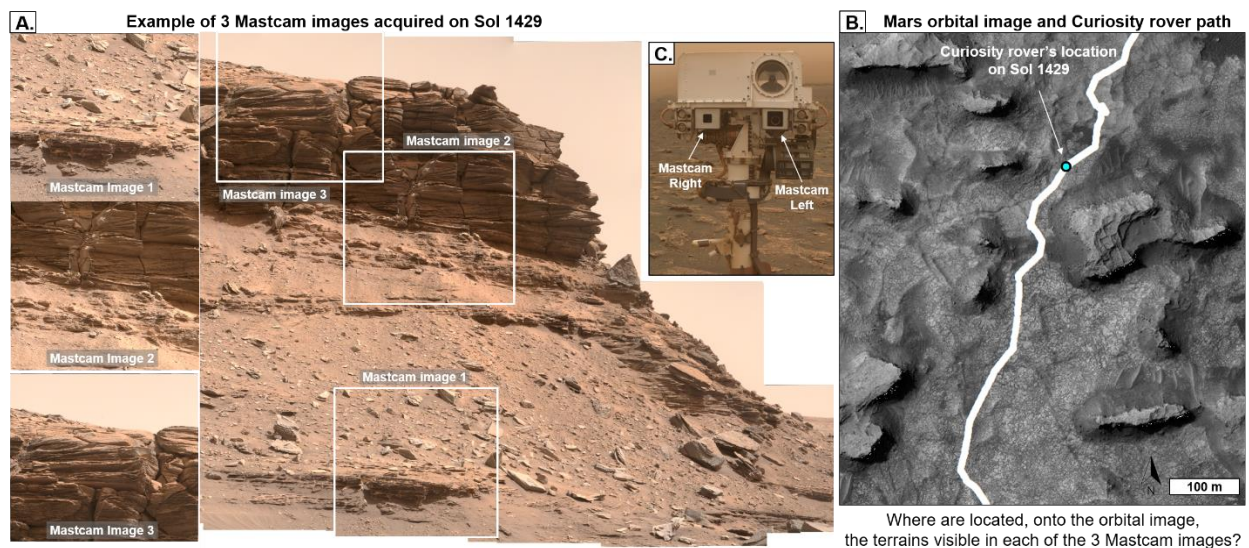 A.
Example of 3 Mastcam images acquired on Sol 1429
Mastcam Image 1
Mastcam Image 2
Mastcam Image 3
Mastcam image 2
Mastcam image 3
Mastcam image 1
C.
Mastcam
Right
Mastcam
Left
B.
Mars orbital image and Curiosity rover path
Curiosity rover's location
on Sol 1429
N
100 m
Where are located, onto the orbital image,
the terrains visible in each of the 3 Mastcam images?